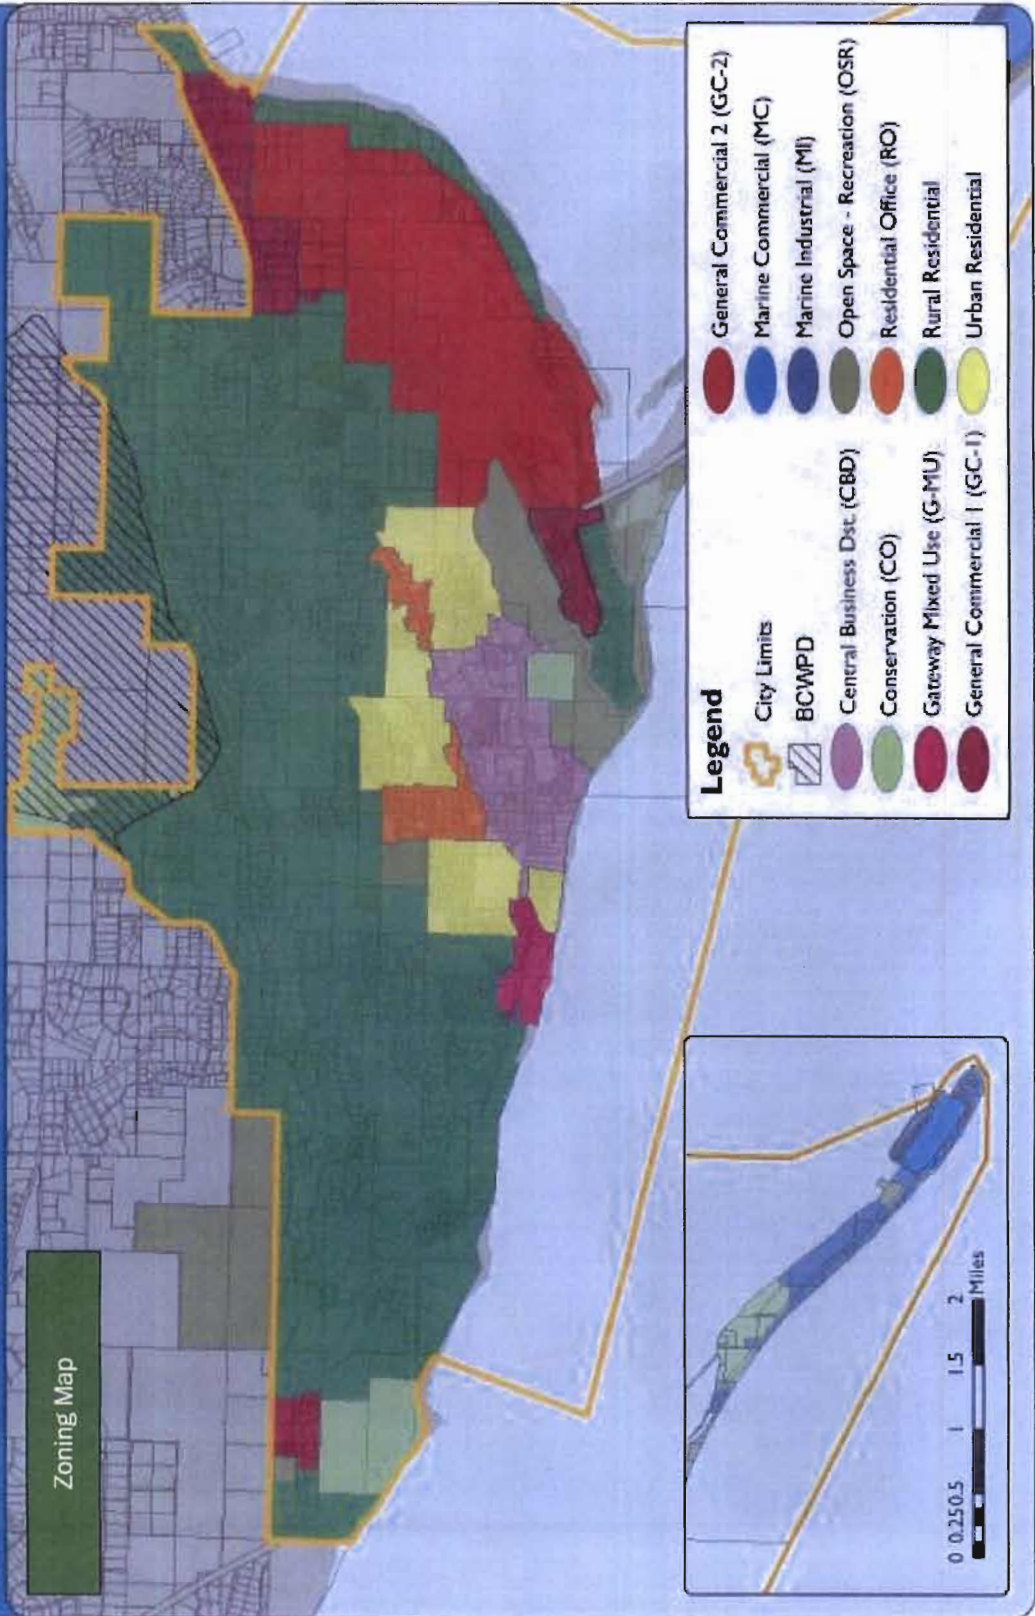 Zoning Map
Legend
City Limits
BCWPD
Central Business Dst. (CBD)
Conservation (CO)
Gateway Mixed Use (G-MU)
General Commercial 1 (GC-1)
General Commercial 2 (GC-2)
Marine Commercial (MC)
Marine Industrial (MI)
Open Space - Recreation (OSR)
Residential Office (RO)
Rural Residential
Urban Residential
0 0.25 0.5 1 1.5 2
Miles